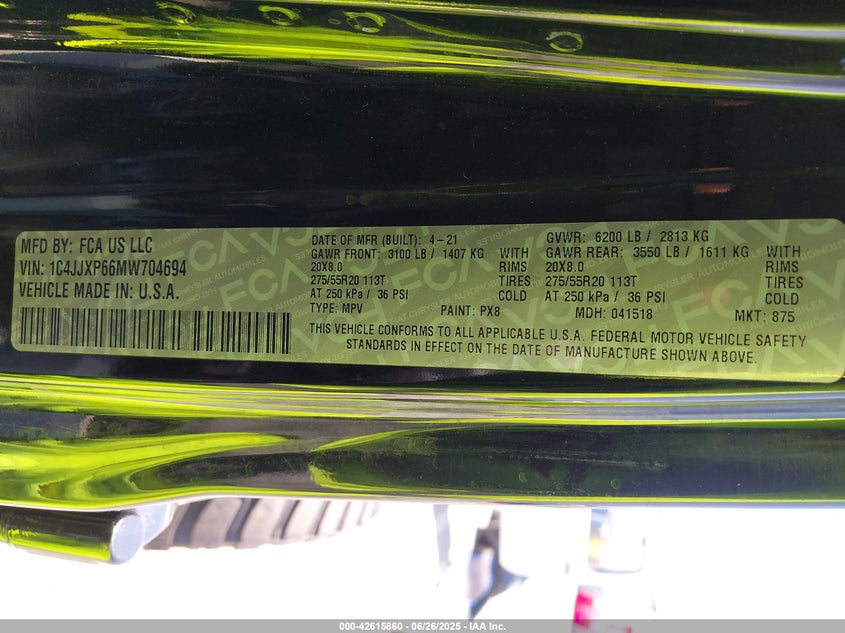 MFD BY: FCA US LLC
VIN: 1C4JJXP66MW704694
VEHICLE MADE IN: U.S.A.
DATE OF MFR (BUILT): 4-21
GVWR: 6200 LB / 2813 KG
GAWR FRONT: 3100 LB / 1407 KG WITH
GAWR REAR: 3550 LB / 1611 KG WITH
20X8.0 RIMS
20X8.0 RIMS
275/55R20 113T TIRES
275/55R20 113T TIRES
AT 250 kPa / 36 PSI COLD
AT 250 kPa / 36 PSI COLD
TYPE: MPV PAINT: PX8 MDH: 041518 MKT: 875
THIS VEHICLE CONFORMS TO ALL APPLICABLE U.S.A. FEDERAL MOTOR VEHICLE SAFETY
STANDARDS IN EFFECT ON THE DATE OF MANUFACTURE SHOWN ABOVE.
000-42615860 - 06/26/2025 - IAA Inc.